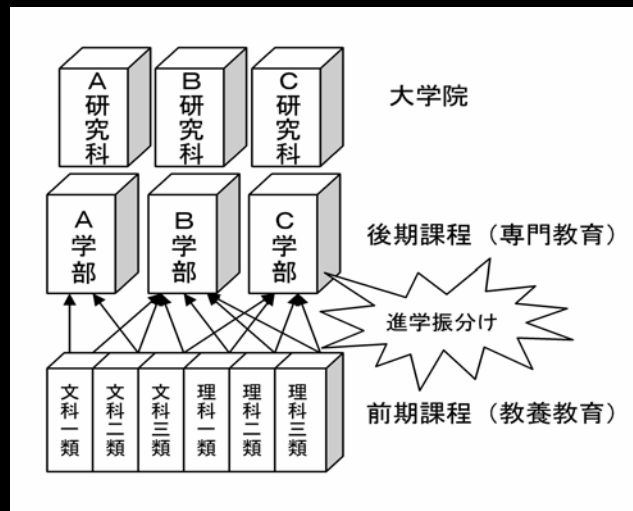 A研究科
B研究科
C研究科
大学院
A学部
B学部
C学部
後期課程（専門教育）
進学振分け
文科一類
文科二類
文科三類
理科一類
理科二類
理科三類
前期課程（教養教育）